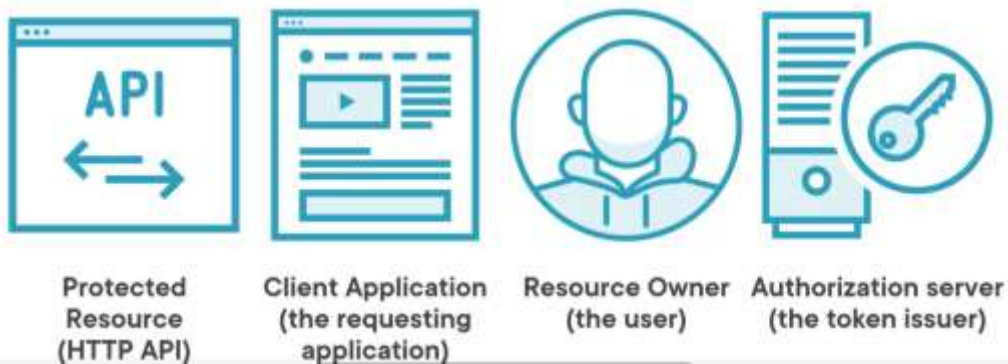 API
Protected
Resource
(HTTP API)
Client Application
(the requesting
application)
Resource Owner
(the user)
Authorization server
(the token issuer)